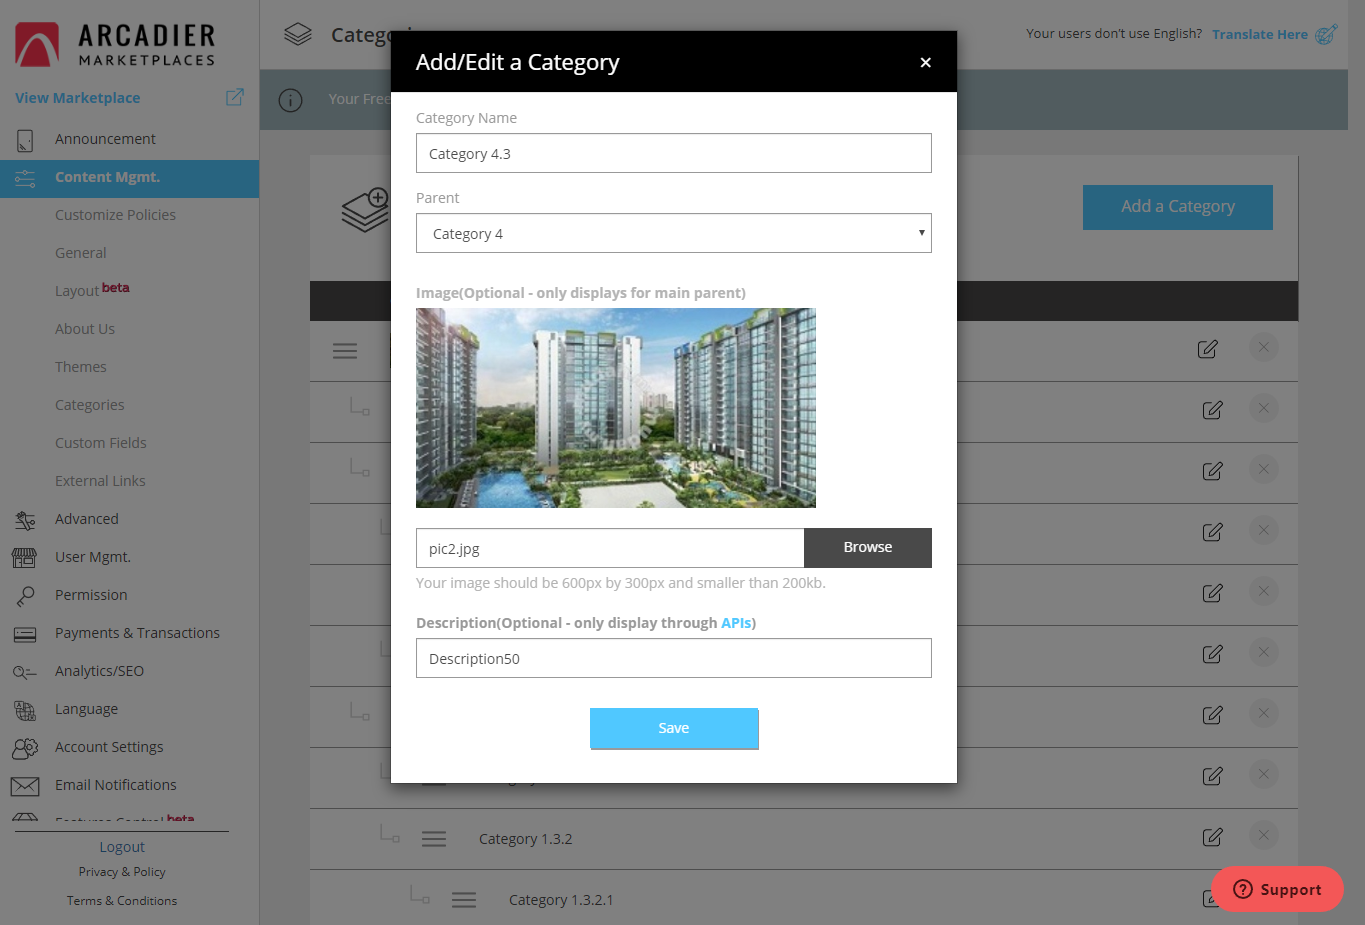 ARCADIER
MARKETPLACES
View Marketplace
Announcement
Content Mgmt.
Customize Policies
General
Layout beta
About Us
Themes
Categories
Custom Fields
External Links
Advanced
User Mgmt.
Permission
Payments & Transactions
Analytics/SEO
Language
Account Settings
Email Notifications
Features Control beta
Logout
Privacy & Policy
Terms & Conditions
Your users don't use English? Translate Here
Your Free
Add a Category
Add/Edit a Category ×
Category Name
Category 4.3
Parent
Category 4
Image(Optional - only displays for main parent)
pic2.jpg
Browse
Your image should be 600px by 300px and smaller than 200kb.
Description(Optional - only display through APIs)
Description50
Save
Category 1.3.2
Category 1.3.2.1
Support